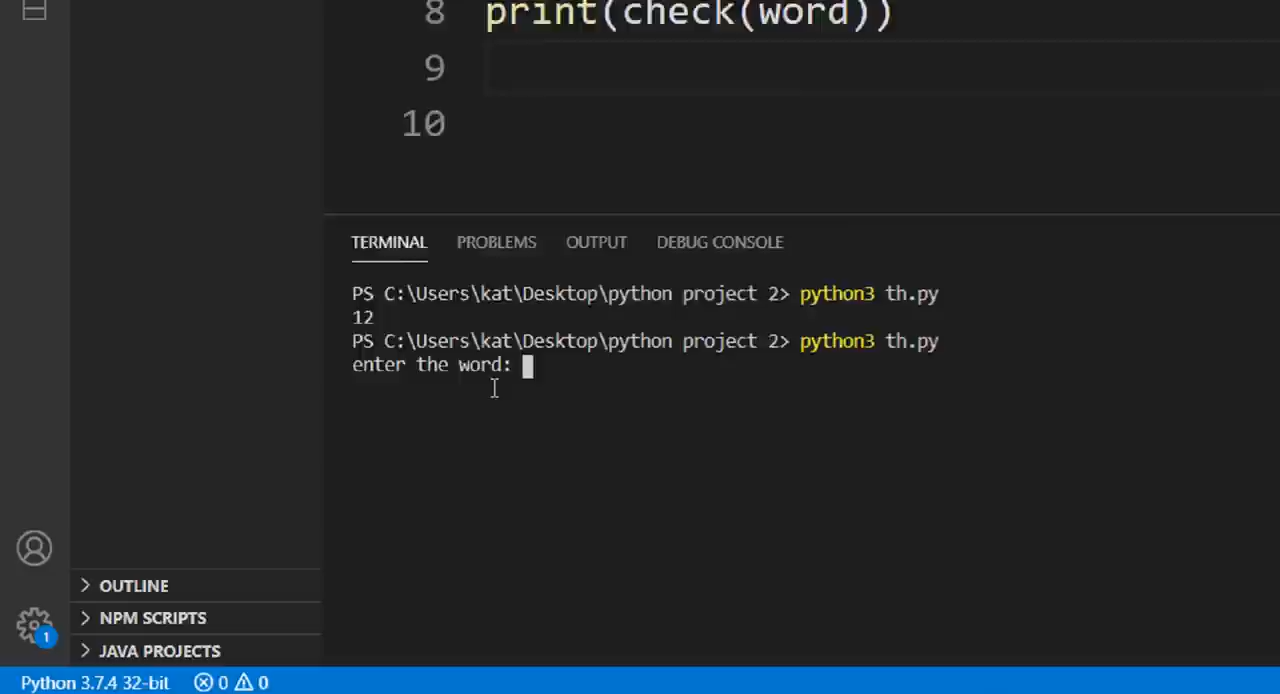 8 print(check(word))
9
10
TERMINAL PROBLEMS OUTPUT DEBUG CONSOLE
PS C:\Users\kat\Desktop\python project 2> python3 th.py
12
PS C:\Users\kat\Desktop\python project 2> python3 th.py
enter the word:
OUTLINE
NPM SCRIPTS
1
JAVA PROJECTS
Python 3.7.4 32-bit 0 0